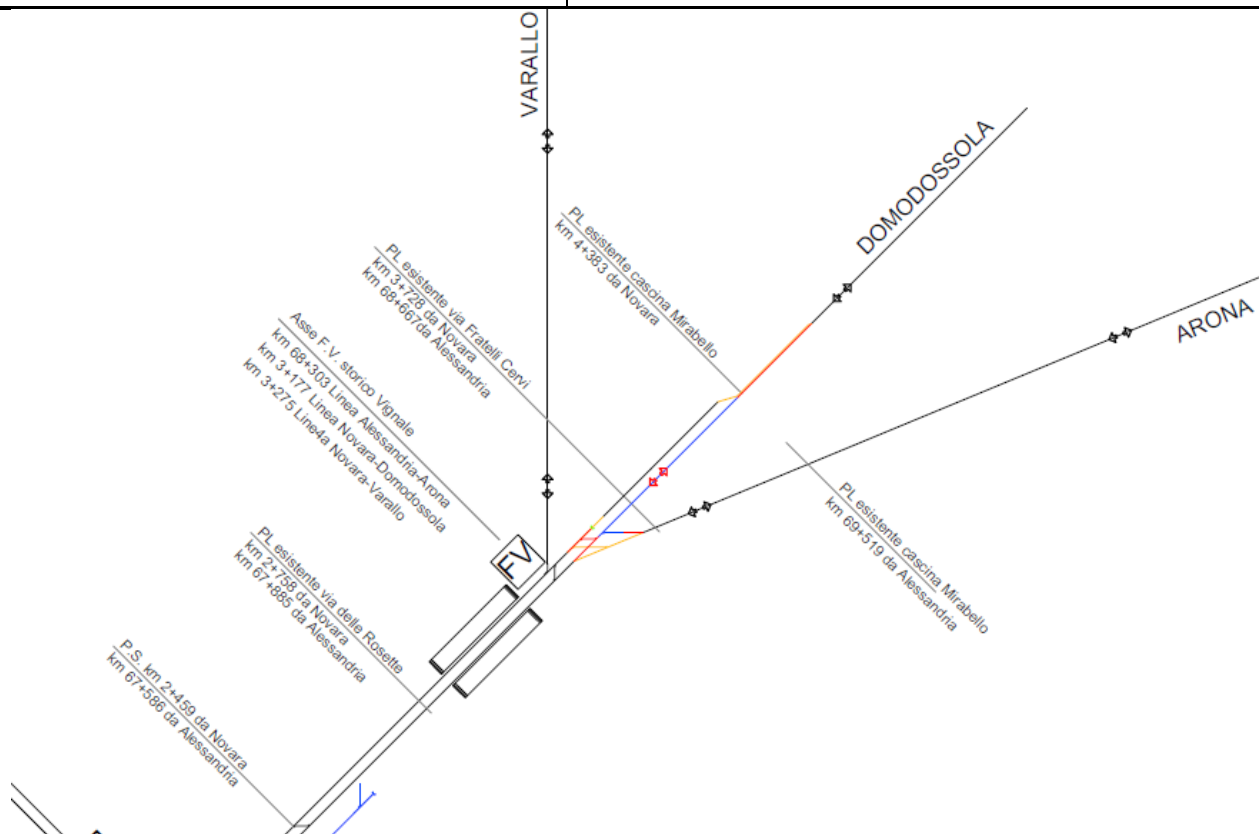 VARALLO
DOMODOSSOLA
ARONA
PL esistente cascina Mirabello
km 4+383 da Novara
PL esistente via Fratelli Cervi
km 3+728 da Novara
km 68+667da Alessandria
Asse F.V. storico Vignale
km 68+303 Linea Alessandria-Arona
km 3+177 Linea Novara-Domodossola
km 3+275 Line4a Novara-Varallo
PL esistente cascina Mirabello
km 69+519 da Alessandria
FV
PL esistente via delle Rosette
km 2+758 da Novara
km 67+885 da Alessandria
P.S. km 2+459 da Novara
km 67+586 da Alessandria